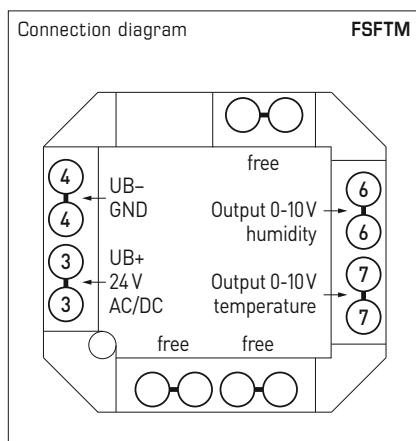 Connection diagram FSFTM
free
4
4
UB–
GND
3
3
UB+
24 V
AC/DC
Output 0-10 V
humidity
6
6
Output 0-10 V
temperature
7
7
free free